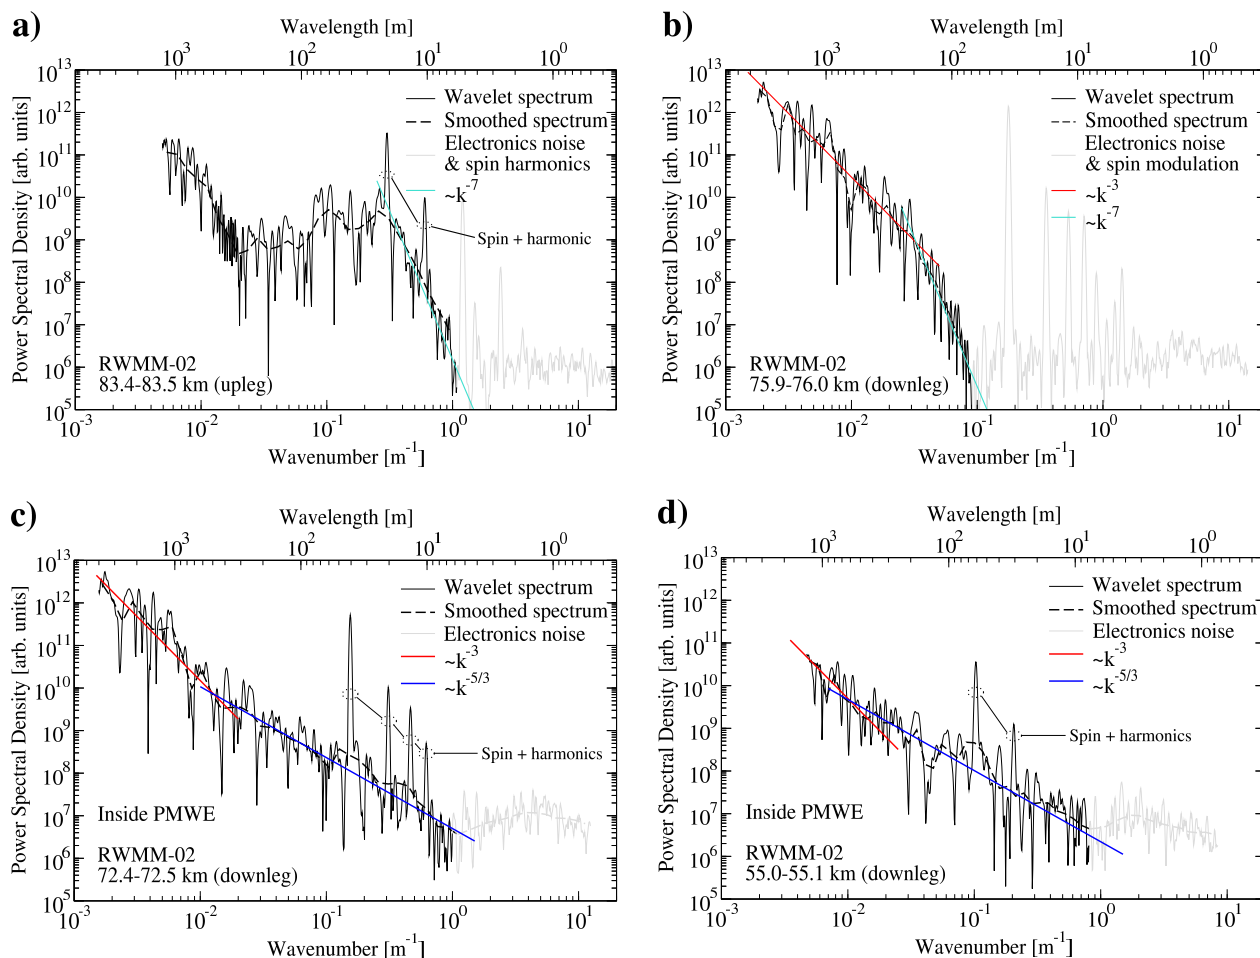 a)
Wavelength [m]
10^3 10^2 10^1 10^0
Power Spectral Density [arb. units]
10^13
10^12
10^11
10^10
10^9
10^8
10^7
10^6
10^5
Wavelet spectrum
Smoothed spectrum
Electronics noise
& spin harmonics
~k^-7
Spin + harmonic
RWMM-02
83.4-83.5 km (upleg)
10^-3 10^-2 10^-1 10^0 10^1
Wavenumber [m^-1]
b)
Wavelength [m]
10^3 10^2 10^1 10^0
Power Spectral Density [arb. units]
10^13
10^12
10^11
10^10
10^9
10^8
10^7
10^6
10^5
Wavelet spectrum
Smoothed spectrum
Electronics noise
& spin modulation
~k^-3
~k^-7
RWMM-02
75.9-76.0 km (downleg)
10^-3 10^-2 10^-1 10^0 10^1
Wavenumber [m^-1]
c)
Wavelength [m]
10^3 10^2 10^1 10^0
Power Spectral Density [arb. units]
10^13
10^12
10^11
10^10
10^9
10^8
10^7
10^6
10^5
Wavelet spectrum
Smoothed spectrum
Electronics noise
~k^-3
~k^-5/3
Spin + harmonics
Inside PMWE
RWMM-02
72.4-72.5 km (downleg)
10^-3 10^-2 10^-1 10^0 10^1
Wavenumber [m^-1]
d)
Wavelength [m]
10^3 10^2 10^1 10^0
Power Spectral Density [arb. units]
10^13
10^12
10^11
10^10
10^9
10^8
10^7
10^6
10^5
Wavelet spectrum
Smoothed spectrum
Electronics noise
~k^-3
~k^-5/3
Spin + harmonics
Inside PMWE
RWMM-02
55.0-55.1 km (downleg)
10^-3 10^-2 10^-1 10^0 10^1
Wavenumber [m^-1]